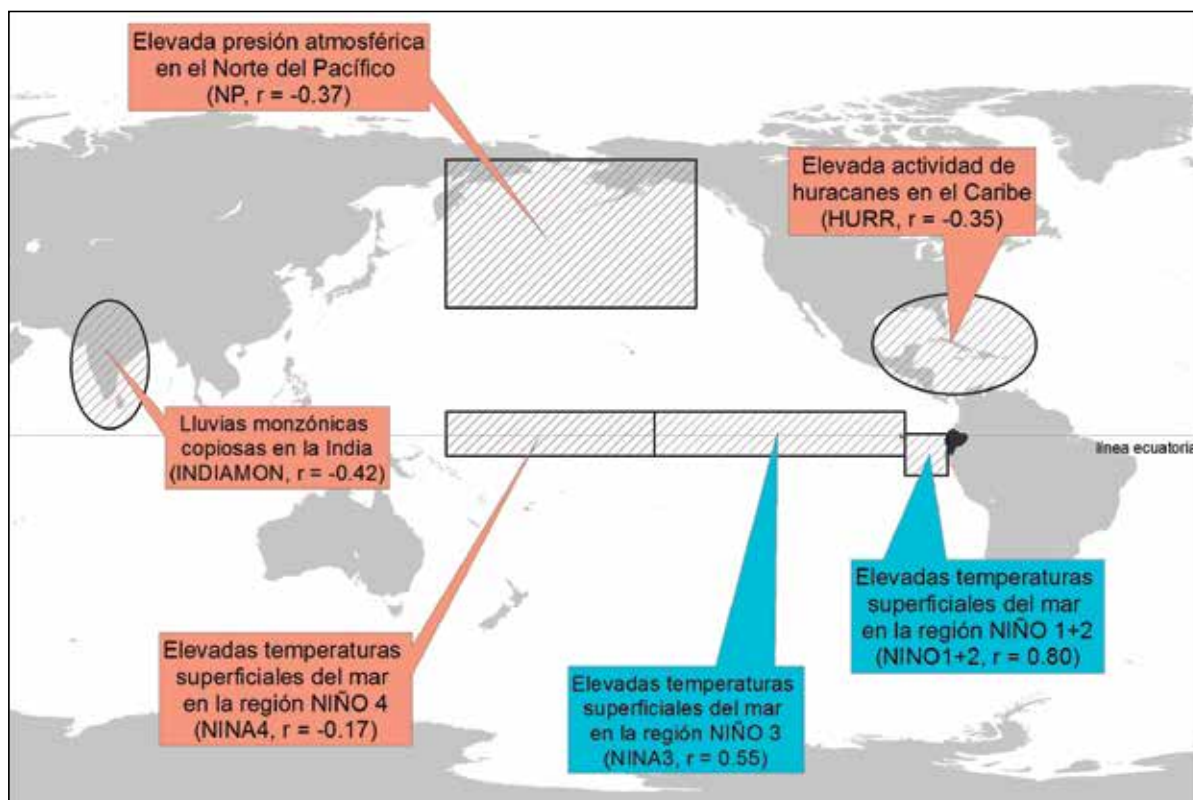 Elevada presión atmosférica
en el Norte del Pacífico
(NP, r = -0.37)
Elevada actividad de
huracanes en el Caribe
(HURR, r = -0.35)
Lluvias monzónicas
copiosas en la India
(INDIAMON, r = -0.42)
línea ecuatoria
Elevadas temperaturas
superficiales del mar
en la región NIÑO 1+2
(NINO1+2, r = 0.80)
Elevadas temperaturas
superficiales del mar
en la región NIÑO 4
(NINA4, r = -0.17)
Elevadas temperaturas
superficiales del mar
en la región NIÑO 3
(NINA3, r = 0.55)